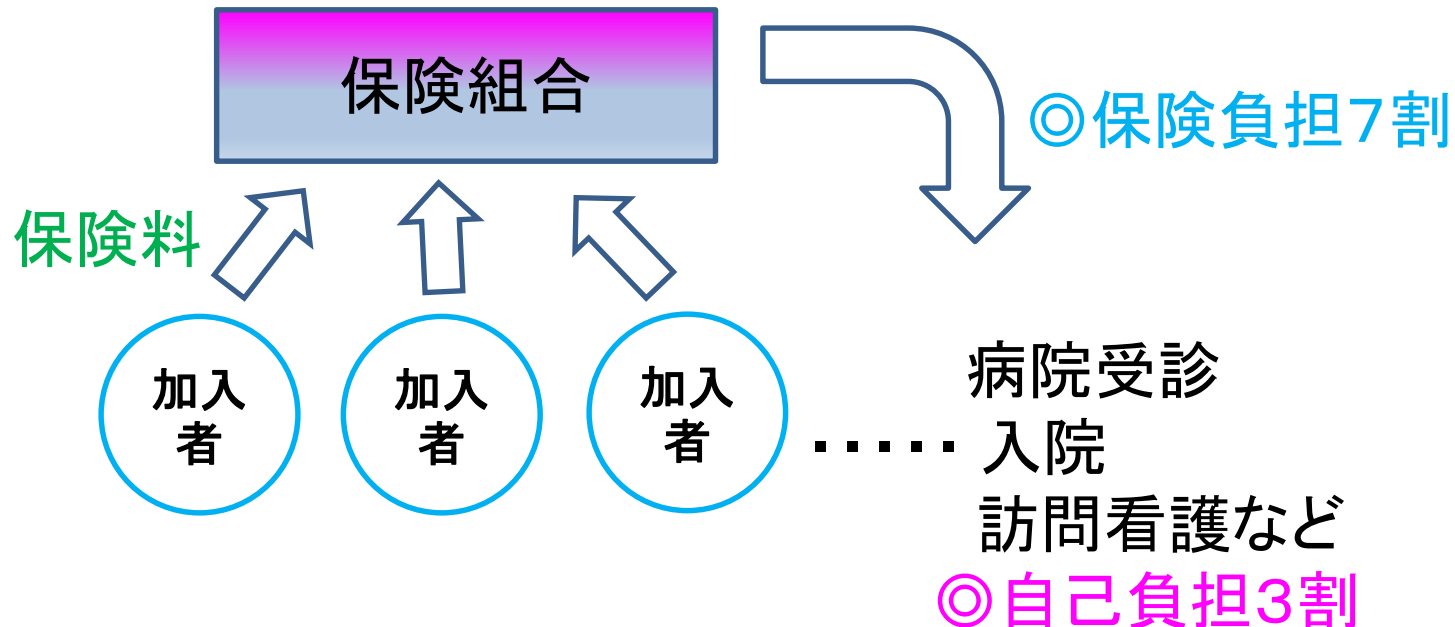 保険組合
◎保険負担7割
保険料
加入
者
加入
者
加入
者
病院受診
・・・・・入院
訪問看護など
◎自己負担3割